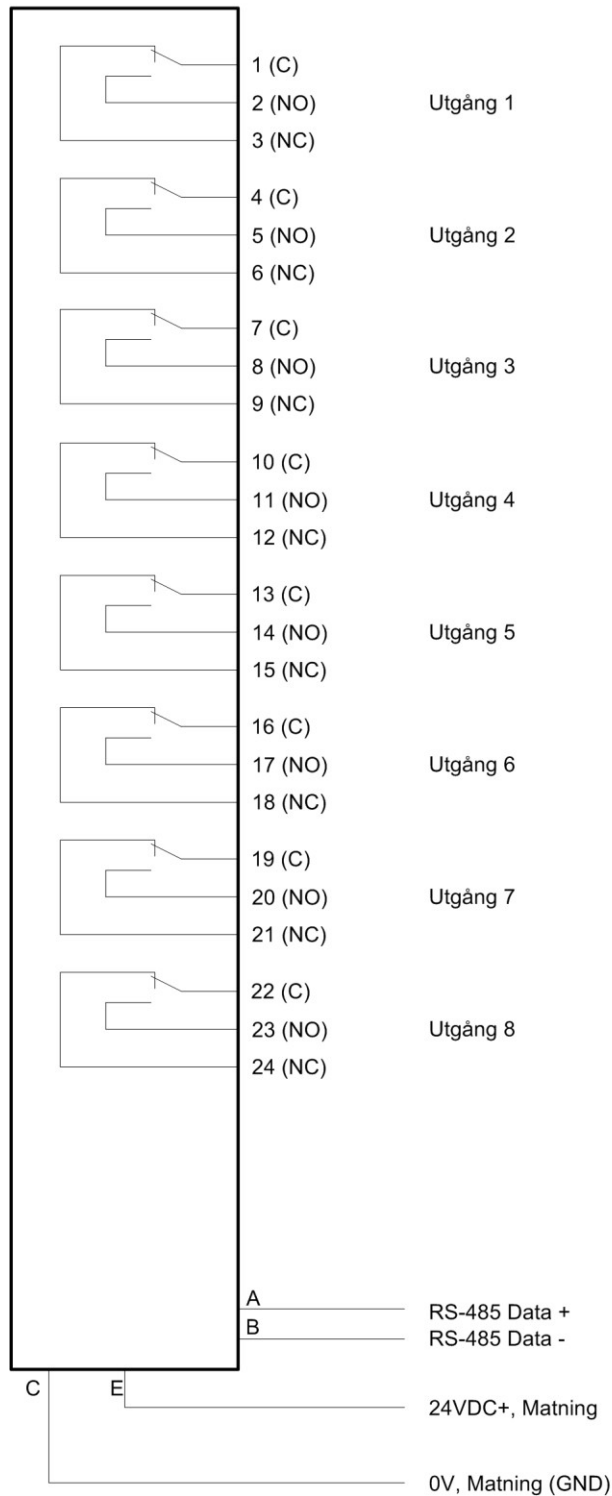 1 (C)
2 (NO) Utgång 1
3 (NC)
4 (C)
5 (NO) Utgång 2
6 (NC)
7 (C)
8 (NO) Utgång 3
9 (NC)
10 (C)
11 (NO) Utgång 4
12 (NC)
13 (C)
14 (NO) Utgång 5
15 (NC)
16 (C)
17 (NO) Utgång 6
18 (NC)
19 (C)
20 (NO) Utgång 7
21 (NC)
22 (C)
23 (NO) Utgång 8
24 (NC)
A RS-485 Data +
B RS-485 Data -
C E 24VDC+, Matning
0V, Matning (GND)